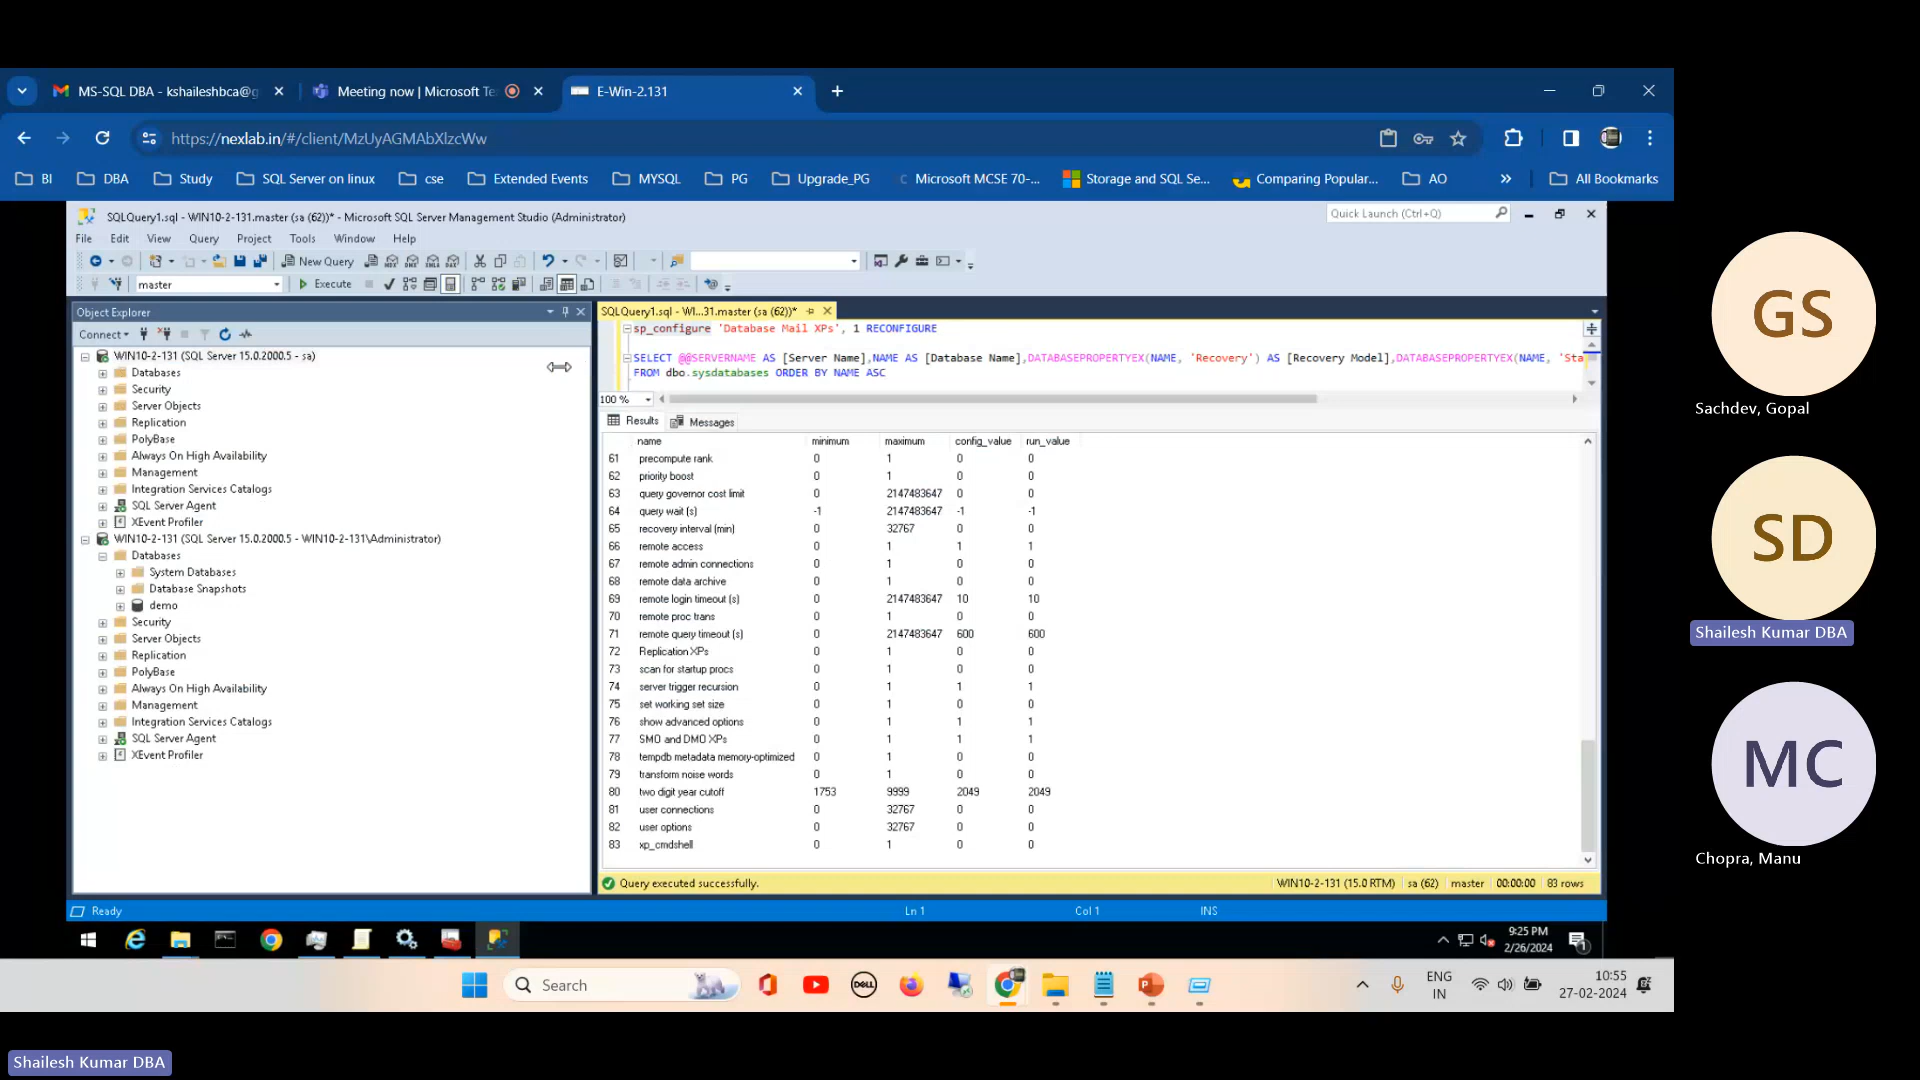 MS-SQL DBA - kshaileshbca@g
Meeting now | Microsoft Te
E-Win-2.131
https://nexlab.in/#/client/MzUyAGMAbXlzcWw
BI
DBA
Study
SQL Server on linux
cse
Extended Events
MYSQL
PG
Upgrade_PG
Microsoft MCSE 70-...
Storage and SQL Se...
Comparing Popular...
AO
»
All Bookmarks
SQLQuery1.sql - WIN10-2-131.master (sa (62))* - Microsoft SQL Server Management Studio (Administrator)
Quick Launch (Ctrl+Q)
File Edit View Query Project Tools Window Help
New Query
master
Execute
Object Explorer
Connect
WIN10-2-131 (SQL Server 15.0.2000.5 - sa)
Databases
Security
Server Objects
Replication
PolyBase
Always On High Availability
Management
Integration Services Catalogs
SQL Server Agent
XEvent Profiler
WIN10-2-131 (SQL Server 15.0.2000.5 - WIN10-2-131\Administrator)
Databases
System Databases
Database Snapshots
demo
Security
Server Objects
Replication
PolyBase
Always On High Availability
Management
Integration Services Catalogs
SQL Server Agent
XEvent Profiler
SQLQuery1.sql - WI...31.master (sa (62))*
sp_configure 'Database Mail XPs', 1 RECONFIGURE
SELECT @@SERVERNAME AS [Server Name],NAME AS [Database Name],DATABASEPROPERTYEX(NAME, 'Recovery') AS [Recovery Model],DATABASEPROPERTYEX(NAME, 'Sta
FROM dbo.sysdatabases ORDER BY NAME ASC
100 %
Results Messages
name minimum maximum config_value run_value
61 precompute rank 0 1 0 0
62 priority boost 0 1 0 0
63 query governor cost limit 0 2147483647 0 0
64 query wait (s) -1 2147483647 -1 -1
65 recovery interval (min) 0 32767 0 0
66 remote access 0 1 1 1
67 remote admin connections 0 1 0 0
68 remote data archive 0 1 0 0
69 remote login timeout (s) 0 2147483647 10 10
70 remote proc trans 0 1 0 0
71 remote query timeout (s) 0 2147483647 600 600
72 Replication XPs 0 1 0 0
73 scan for startup procs 0 1 0 0
74 server trigger recursion 0 1 1 1
75 set working set size 0 1 0 0
76 show advanced options 0 1 1 1
77 SMO and DMO XPs 0 1 1 1
78 tempdb metadata memory-optimized 0 1 0 0
79 transform noise words 0 1 0 0
80 two digit year cutoff 1753 9999 2049 2049
81 user connections 0 32767 0 0
82 user options 0 32767 0 0
83 xp_cmdshell 0 1 0 0
Query executed successfully.
WIN10-2-131 (15.0 RTM) sa (62) master 00:00:00 83 rows
Ready Ln 1 Col 1 INS
9:25 PM
2/26/2024
1
Search
DELL
ENG
IN
10:55
27-02-2024
GS
Sachdev, Gopal
SD
Shailesh Kumar DBA
MC
Chopra, Manu
Shailesh Kumar DBA